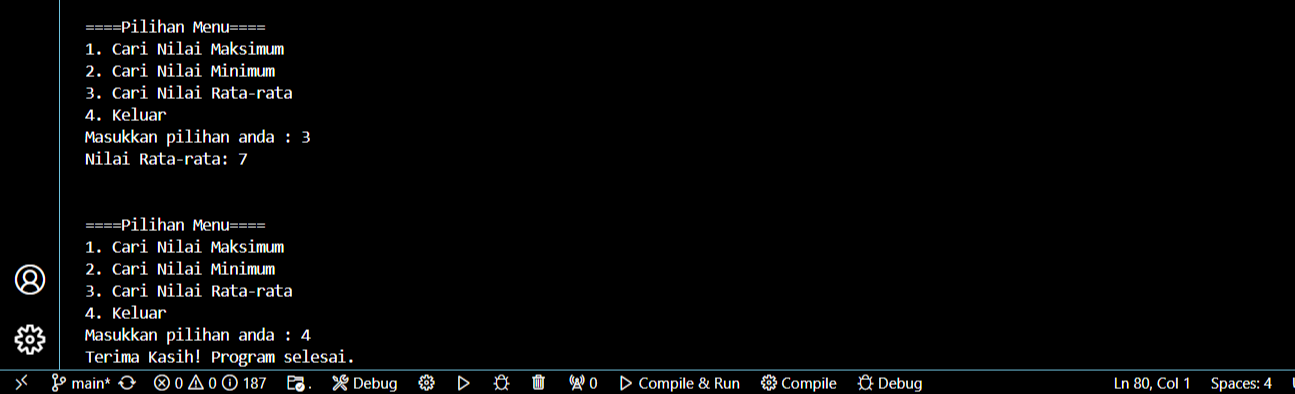 ====Pilihan Menu====
1. Cari Nilai Maksimum
2. Cari Nilai Minimum
3. Cari Nilai Rata-rata
4. Keluar
Masukkan pilihan anda : 3
Nilai Rata-rata: 7
====Pilihan Menu====
1. Cari Nilai Maksimum
2. Cari Nilai Minimum
3. Cari Nilai Rata-rata
4. Keluar
Masukkan pilihan anda : 4
Terima Kasih! Program selesai.
main* 0 0 187 . Debug 0 Compile & Run Compile Debug Ln 80, Col 1 Spaces: 4